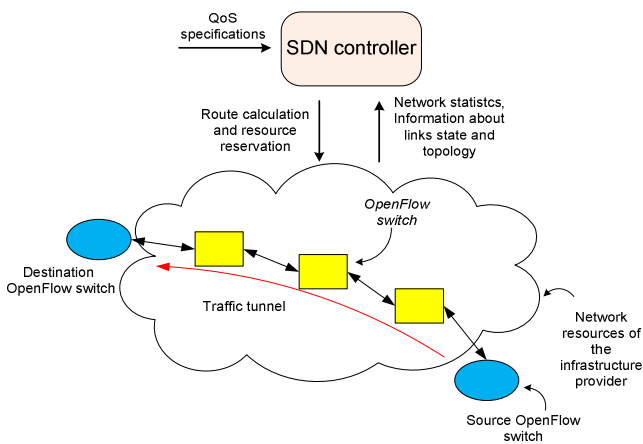 QoS
specifications
SDN controller
Route calculation
and resource
reservation
Network statistcs,
Information about
links state and
topology
OpenFlow
switch
Destination
OpenFlow switch
Traffic tunnel
Network
resources of
the
infrastructure
provider
Source OpenFlow
switch